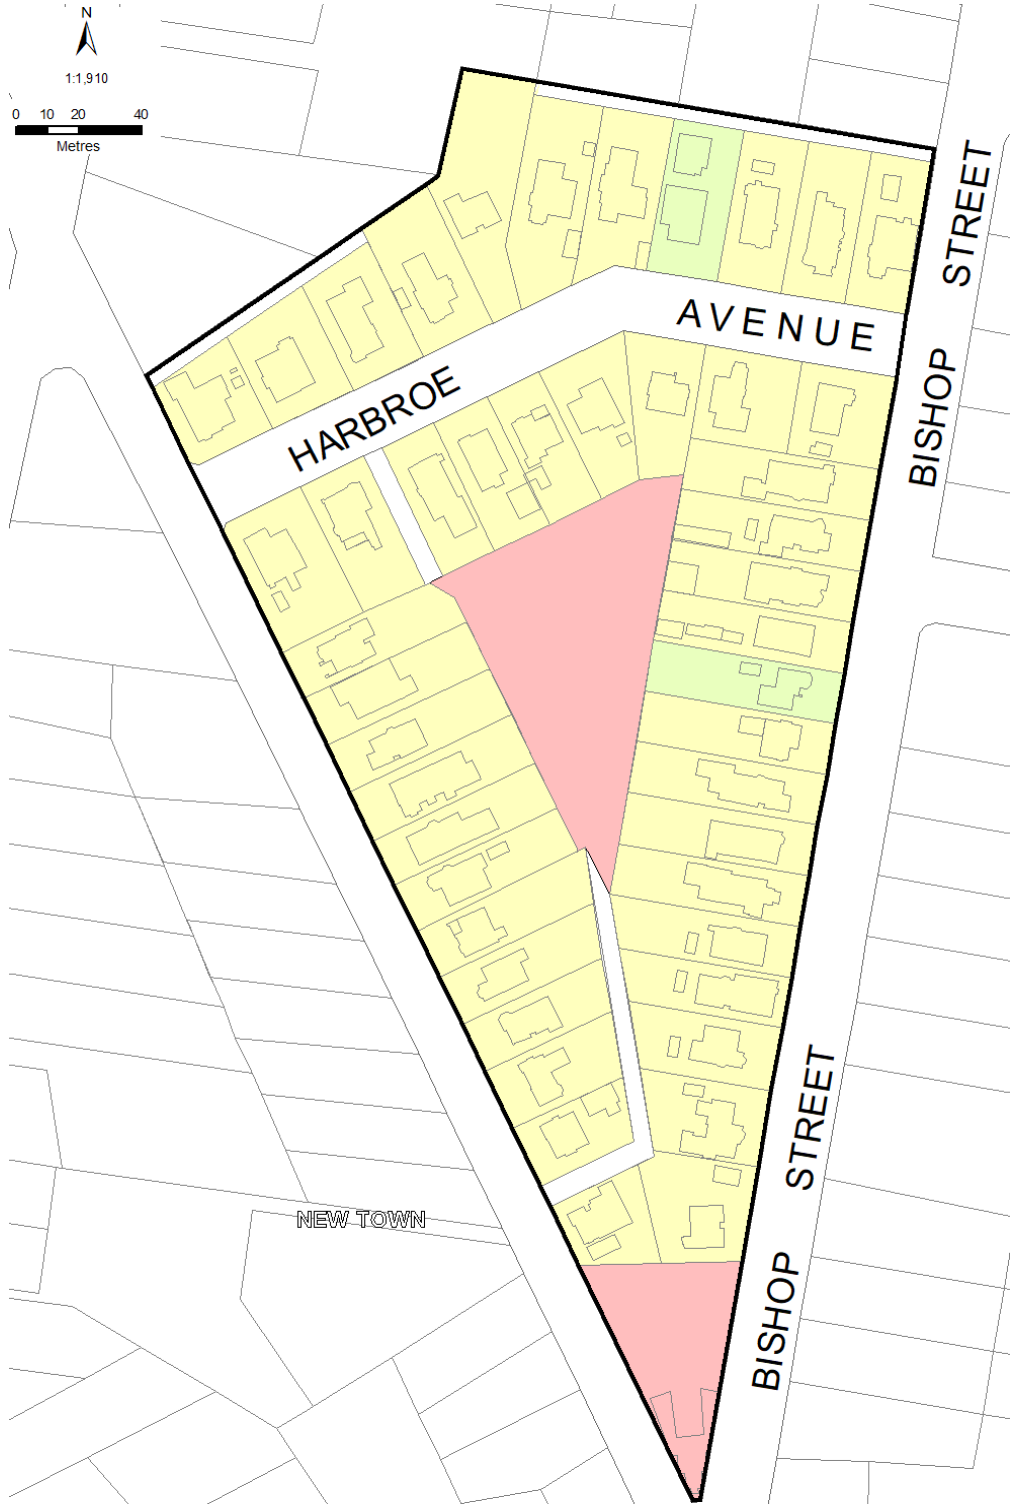 N
1:1,910
0 10 20 40
Metres
STREET
AVENUE
BISHOP
HARBROE
STREET
NEW TOWN
BISHOP